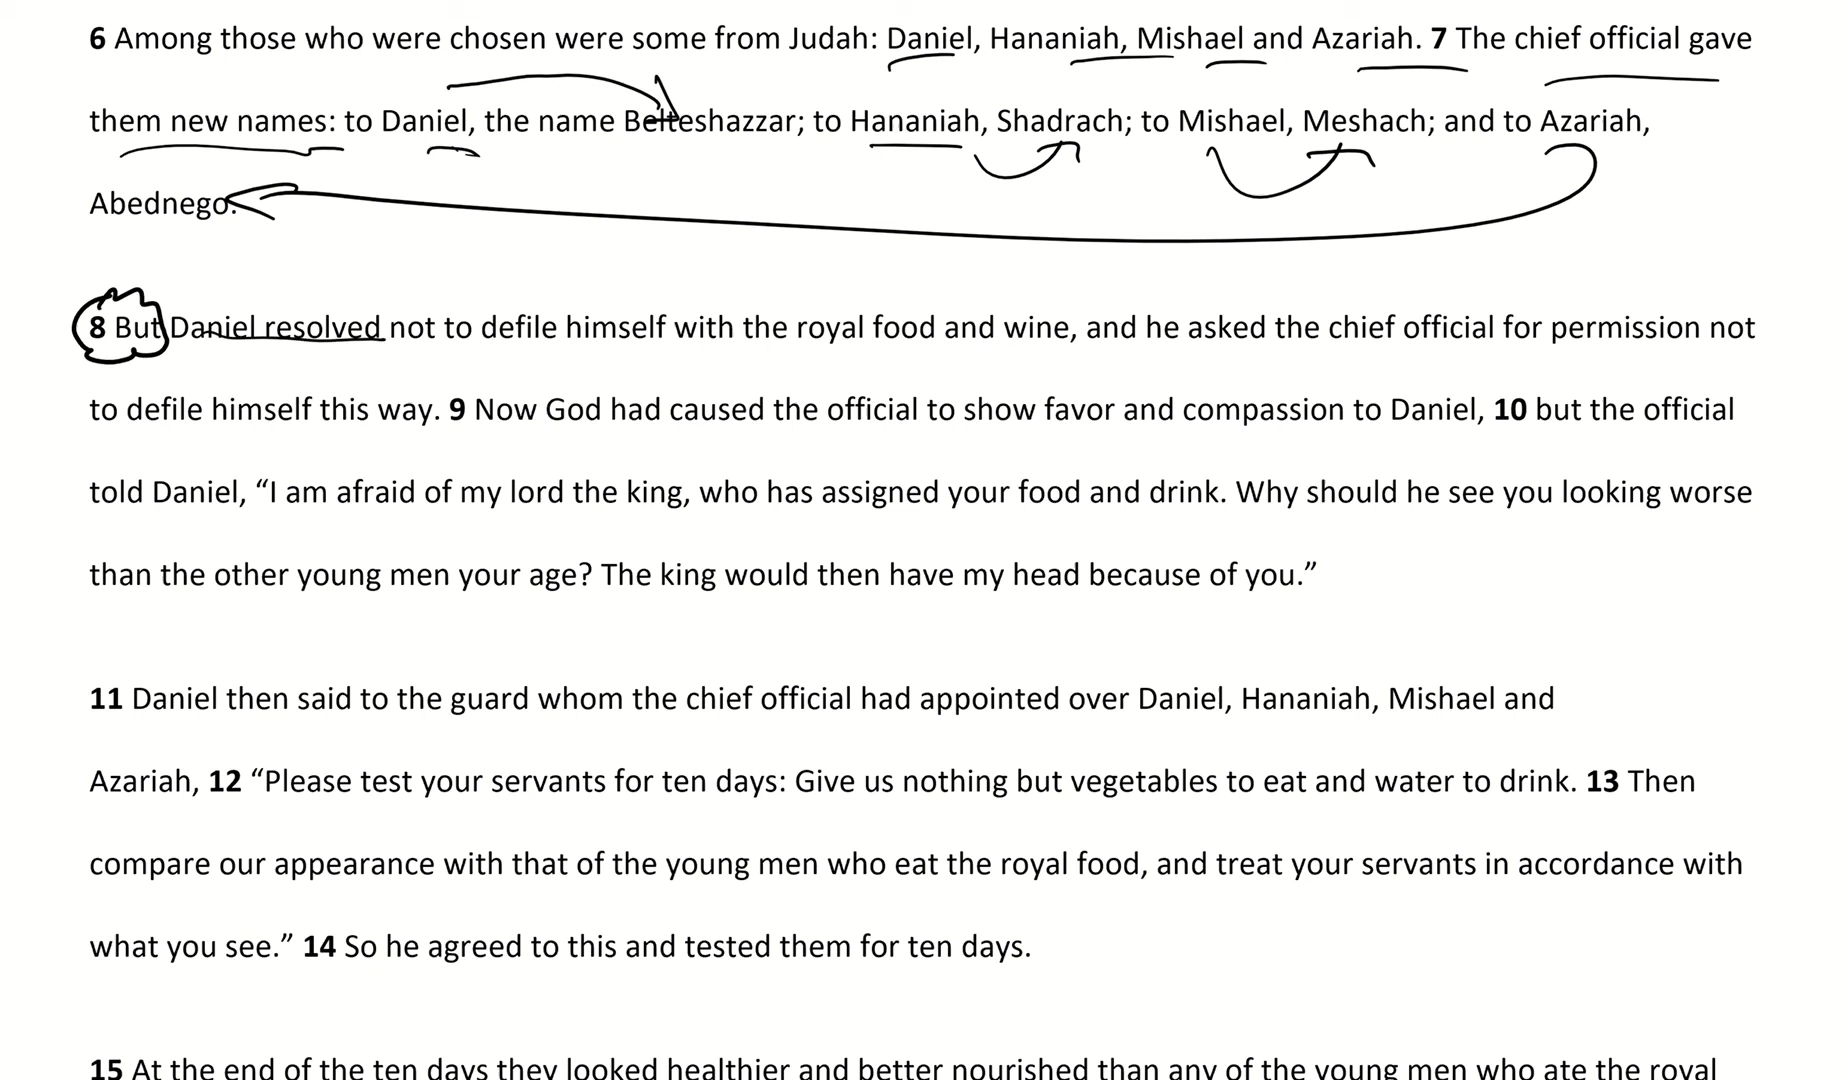 6 Among those who were chosen were some from Judah: Daniel, Hananiah, Mishael and Azariah. 7 The chief official gave
them new names: to Daniel, the name Belteshazzar; to Hananiah, Shadrach; to Mishael, Meshach; and to Azariah,
Abednego.
8 But Daniel resolved not to defile himself with the royal food and wine, and he asked the chief official for permission not
to defile himself this way. 9 Now God had caused the official to show favor and compassion to Daniel, 10 but the official
told Daniel, “I am afraid of my lord the king, who has assigned your food and drink. Why should he see you looking worse
than the other young men your age? The king would then have my head because of you.”
11 Daniel then said to the guard whom the chief official had appointed over Daniel, Hananiah, Mishael and
Azariah, 12 “Please test your servants for ten days: Give us nothing but vegetables to eat and water to drink. 13 Then
compare our appearance with that of the young men who eat the royal food, and treat your servants in accordance with
what you see.” 14 So he agreed to this and tested them for ten days.
15 At the end of the ten days they looked healthier and better nourished than any of the young men who ate the royal